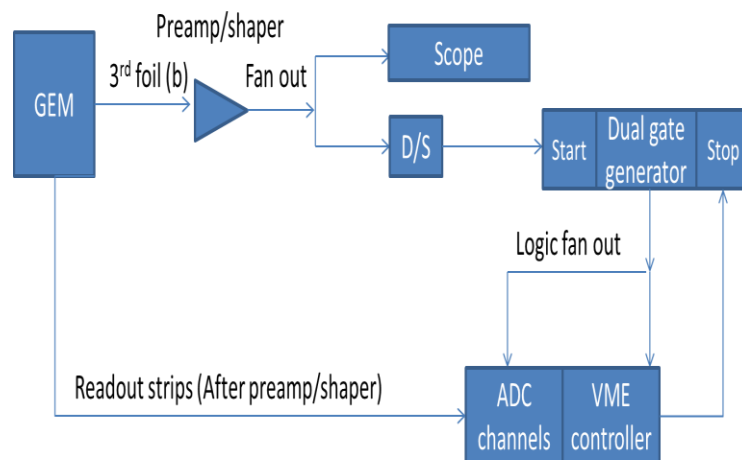 Preamp/shaper
GEM
3rd foil (b)
Fan out
Scope
D/S
Start
Dual gate
generator
Stop
Logic fan out
Readout strips (After preamp/shaper)
ADC
channels
VME
controller